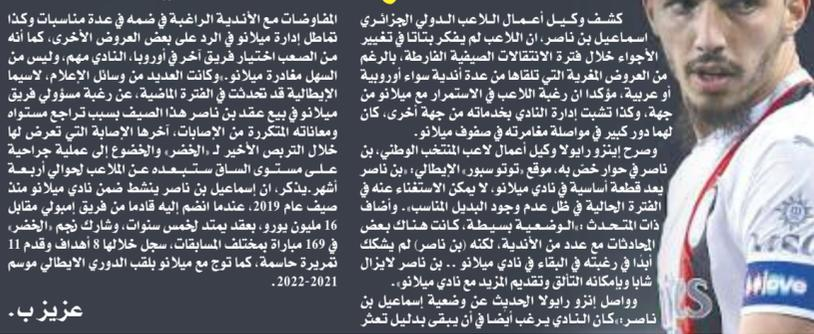 كشف وكيل أعمال اللاعب الدولي الجزائري
اسماعيل بن ناصر، ان اللاعب لم يفكر بتاتا في تغيير
الأجواء خلال فترة الانتقالات الصيفية الفارطة، بالرغم
من العروض المغرية التي تلقاها من عدة أندية سواء أوروبية
أو عربية، مؤكدا ان رغبة اللاعب في الاستمرار مع ميلانو من
جهة، وكذا تشبث إدارة النادي بخدماته من جهة أخرى، كان
لهما دور كبير في مواصلة مغامرته في صفوف ميلانو.
وصرح إينزو رايولا وكيل أعمال لاعب المنتخب الوطني، بن
ناصر في حوار خص به، موقع «توتو سبور» الإيطالي: «بن ناصر
يعد قطعة أساسية في نادي ميلانو، لا يمكن الاستغناء عنه في
الفترة الحالية في ظل عدم وجود البديل المناسب». وأضاف
ذات المتحدث: «الوضعية بسيطة، كانت هناك بعض
المحادثات مع عدد من الأندية، لكنه (بن ناصر) لم يشكك
أبدًا في رغبته في البقاء في نادي ميلانو .. بن ناصر لايزال
شابا وبإمكانه التألق وتقديم المزيد مع نادي ميلانو».
وواصل إنزو رايولا الحديث عن وضعية إسماعيل بن
ناصر: «كان النادي يرغب أيضا في أن يبقى بدليل تعثر
المفاوضات مع الأندية الراغبة في ضمه في عدة مناسبات وكذا
تماطل إدارة ميلانو في الرد على بعض العروض الأخرى، كما أنه
من الصعب اختيار فريق آخر في أوروبا، النادي مهم، وليس من
السهل مغادرة ميلانو». وكانت العديد من وسائل الإعلام، لاسيما
الإيطالية قد تحدثت في الفترة الماضية، عن رغبة مسؤولي فريق
ميلانو في بيع عقد بن ناصر هذا الصيف بسبب تراجع مستواه
ومعاناته المتكررة من الإصابات، آخرها الإصابة التي تعرض لها
خلال التربص الأخير لـ «الخضر» والخضوع إلى عملية جراحية
على مستوى الساق ستبعده عن الملاعب لحوالي أربعة
أشهر. يذكر، ان إسماعيل بن ناصر ينشط ضمن نادي ميلانو منذ
صيف عام 2019، عندما انضم إليه قادما من فريق إمبولي مقابل
16 مليون يورو، بعقد يمتد لخمس سنوات، وشارك نجم «الخضر»
في 169 مباراة بمختلف المسابقات، سجل خلالها 8 أهداف وقدم 11
تمريرة حاسمة، كما توج مع ميلانو بلقب الدوري الايطالي موسم
2021-2022.
عزيز ب.
love